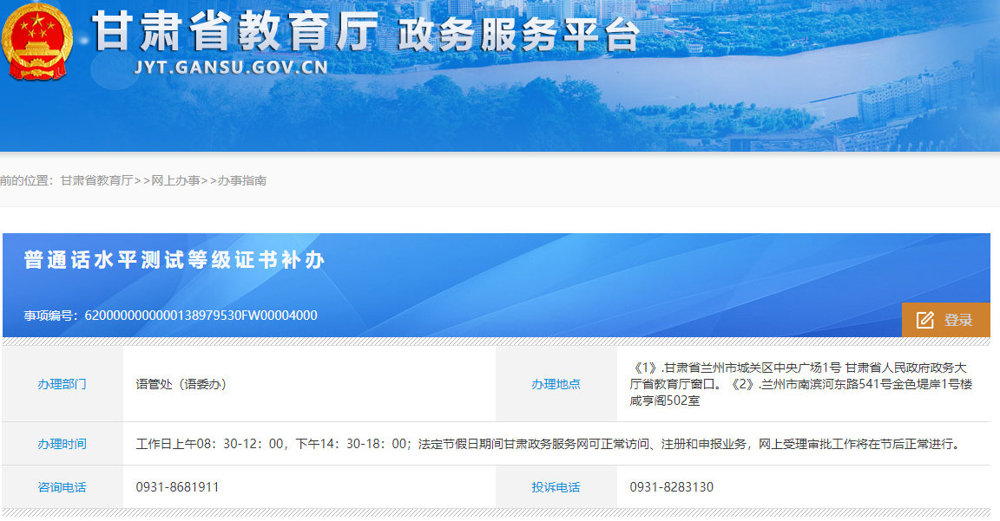 甘肃省教育厅 政务服务平台
JYT.GANSU.GOV.CN
前的位置：甘肃省教育厅>>网上办事>>办事指南
普通话水平测试等级证书补办
事项编号：6200000000000138979530FW00004000
登录
办理部门
语管处（语委办）
办理地点
《1》.甘肃省兰州市城关区中央广场1号 甘肃省人民政府政务大
厅省教育厅窗口。《2》.兰州市南滨河东路541号金色堤岸1号楼
咸亨阁502室
办理时间
工作日上午08：30-12：00，下午14：30-18：00；法定节假日期间甘肃政务服务网可正常访问、注册和申报业务，网上受理审批工作将在节后正常进行。
咨询电话
0931-8681911
投诉电话
0931-8283130